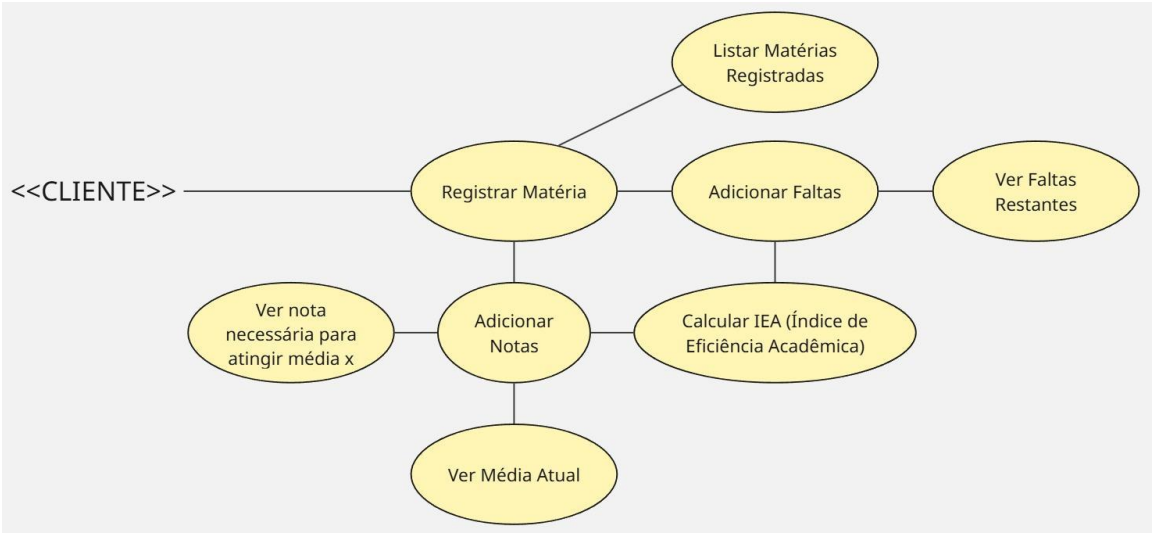 Listar Matérias
Registradas
<<CLIENTE>>
Registrar Matéria
Adicionar Faltas
Ver Faltas
Restantes
Ver nota
necessária para
atingir média x
Adicionar
Notas
Calcular IEA (Índice de
Eficiência Acadêmica)
Ver Média Atual